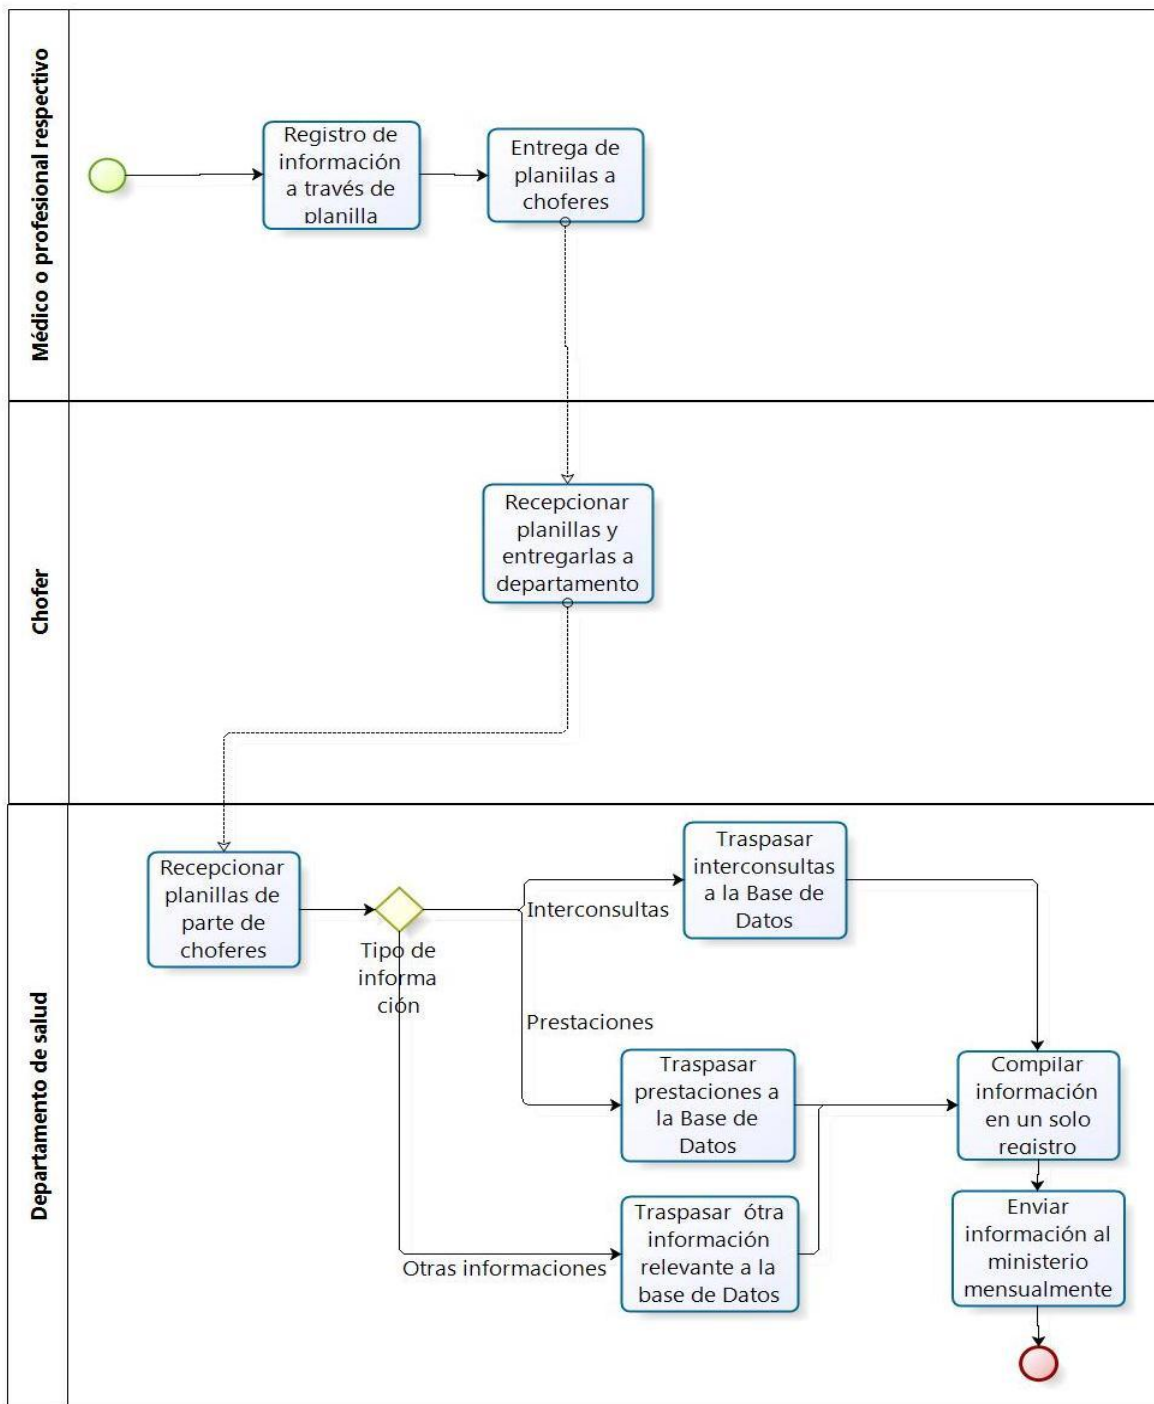 Médico o profesional respectivo
Registro de
información
a través de
planilla
Entrega de
planiilas a
choferes
Chofer
Recepcionar
planillas y
entregarlas a
departamento
Departamento de salud
Recepcionar
planillas de
parte de
choferes
Tipo de
informa
ción
Interconsultas
Traspasar
interconsultas
a la Base de
Datos
Prestaciones
Traspasar
prestaciones a
la Base de
Datos
Otras informaciones
Traspasar ótra
información
relevante a la
base de Datos
Compilar
información
en un solo
registro
Enviar
información al
ministerio
mensualmente